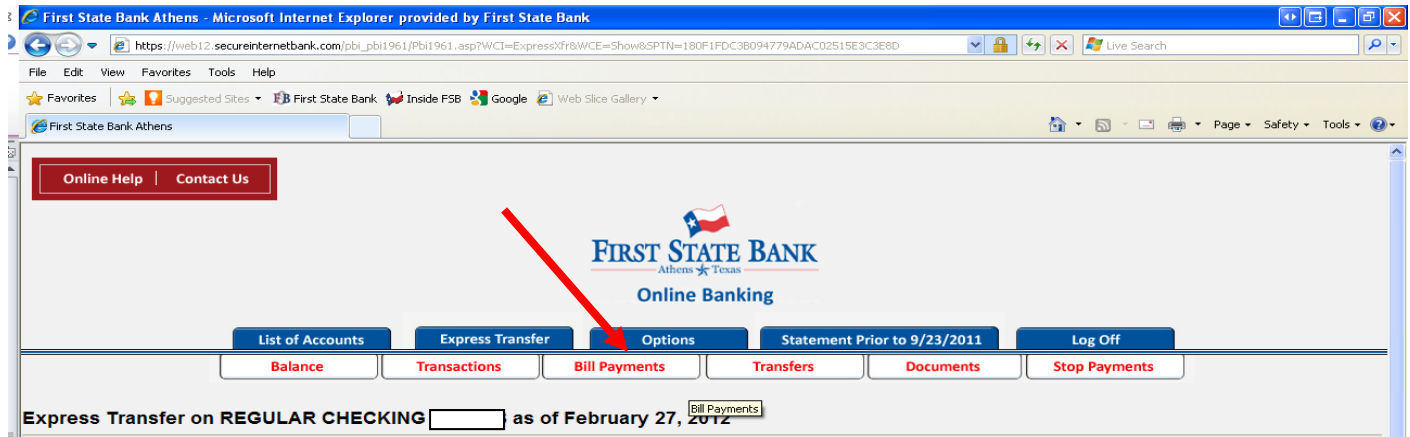 First State Bank Athens - Microsoft Internet Explorer provided by First State Bank
https://web12.secureinternetbank.com/pbi_pbi1961/Pbi1961.asp?WCI=ExpressXfr&WCE=Show&SPTN=180F1FDC3B094779ADAC02515E3C3E8D Live Search
File Edit View Favorites Tools Help
Favorites Suggested Sites First State Bank Inside FSB Google Web Slice Gallery
First State Bank Athens Page Safety Tools
Online Help | Contact Us
FIRST STATE BANK
Athens Texas
Online Banking
List of Accounts Express Transfer Options Statement Prior to 9/23/2011 Log Off
Balance Transactions Bill Payments Transfers Documents Stop Payments
Bill Payments
Express Transfer on REGULAR CHECKING as of February 27, 2012